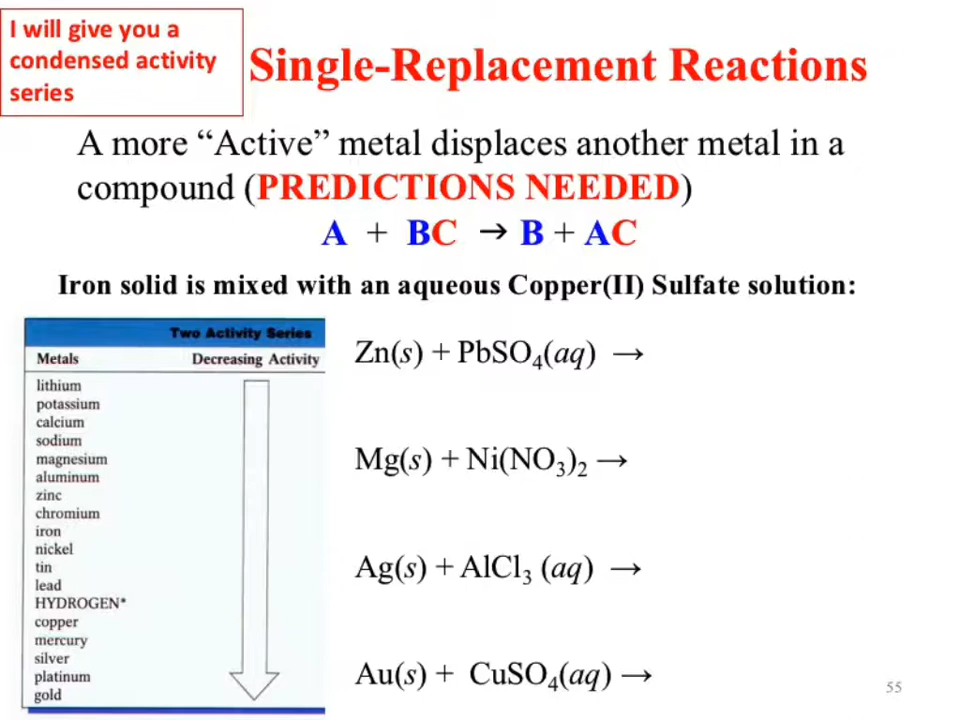 I will give you a
condensed activity
series
Single-Replacement Reactions
A more “Active” metal displaces another metal in a
compound (PREDICTIONS NEEDED)
A + BC → B + AC
Iron solid is mixed with an aqueous Copper(II) Sulfate solution:
Two Activity Series
Metals Decreasing Activity
lithium
potassium
calcium
sodium
magnesium
aluminum
zinc
chromium
iron
nickel
tin
lead
HYDROGEN*
copper
mercury
silver
platinum
gold
Zn(s) + PbSO₄(aq) →
Mg(s) + Ni(NO₃)₂ →
Ag(s) + AlCl₃ (aq) →
Au(s) + CuSO₄(aq) →
55